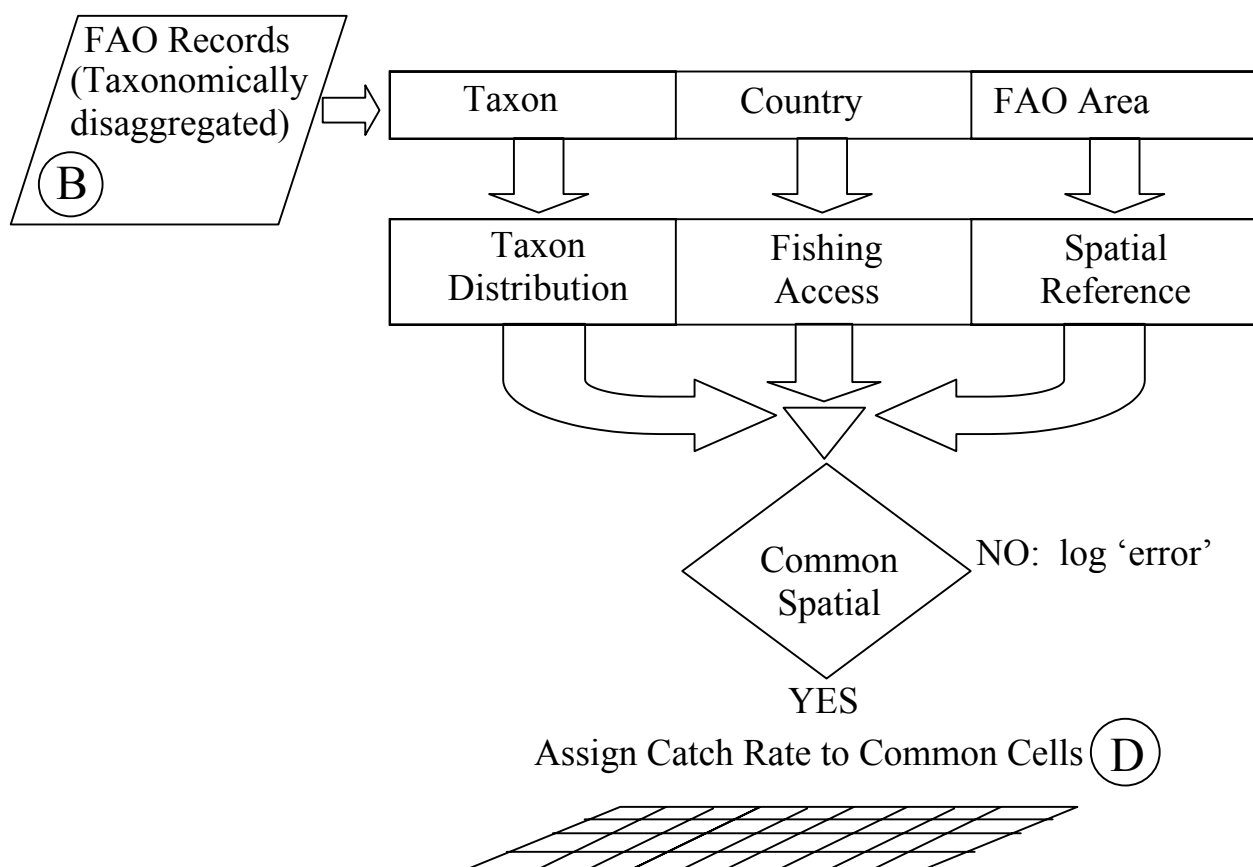 FAO Records
(Taxonomically
disaggregated)
B
Taxon
Country
FAO Area
Taxon
Distribution
Fishing
Access
Spatial
Reference
Common
Spatial
NO: log ‘error’
YES
Assign Catch Rate to Common Cells
D